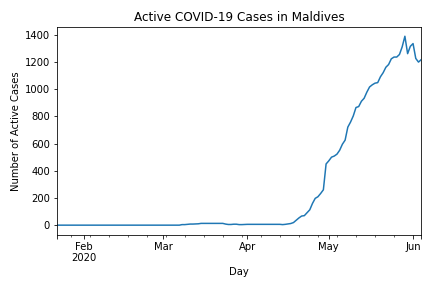 Active COVID-19 Cases in Maldives
Number of Active Cases
1400
1200
1000
800
600
400
200
0
Feb
2020
Mar
Apr
May
Jun
Day